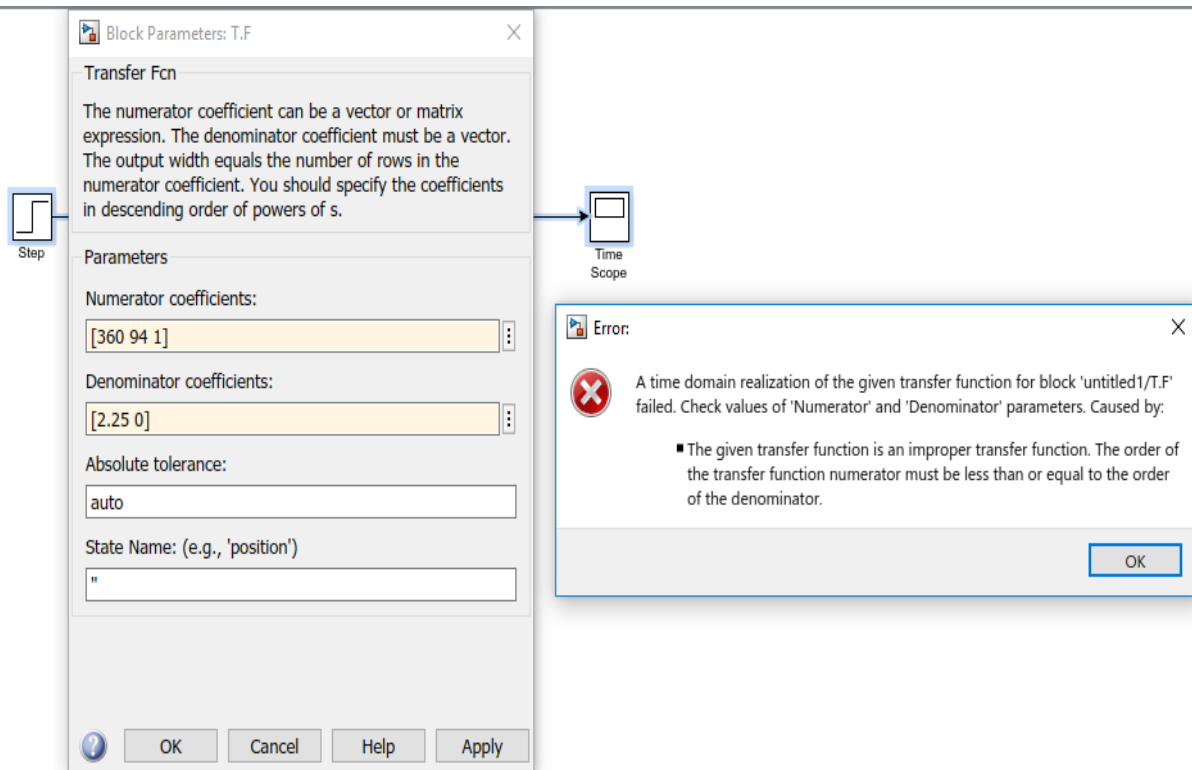 Block Parameters: T.F
Transfer Fcn
The numerator coefficient can be a vector or matrix
expression. The denominator coefficient must be a vector.
The output width equals the number of rows in the
numerator coefficient. You should specify the coefficients
in descending order of powers of s.
Parameters
Numerator coefficients:
[360 94 1]
Denominator coefficients:
[2.25 0]
Absolute tolerance:
auto
State Name: (e.g., 'position')
''
OK Cancel Help Apply
Step
Time
Scope
Error:
A time domain realization of the given transfer function for block 'untitled1/T.F'
failed. Check values of 'Numerator' and 'Denominator' parameters. Caused by:
The given transfer function is an improper transfer function. The order of
the transfer function numerator must be less than or equal to the order
of the denominator.
OK